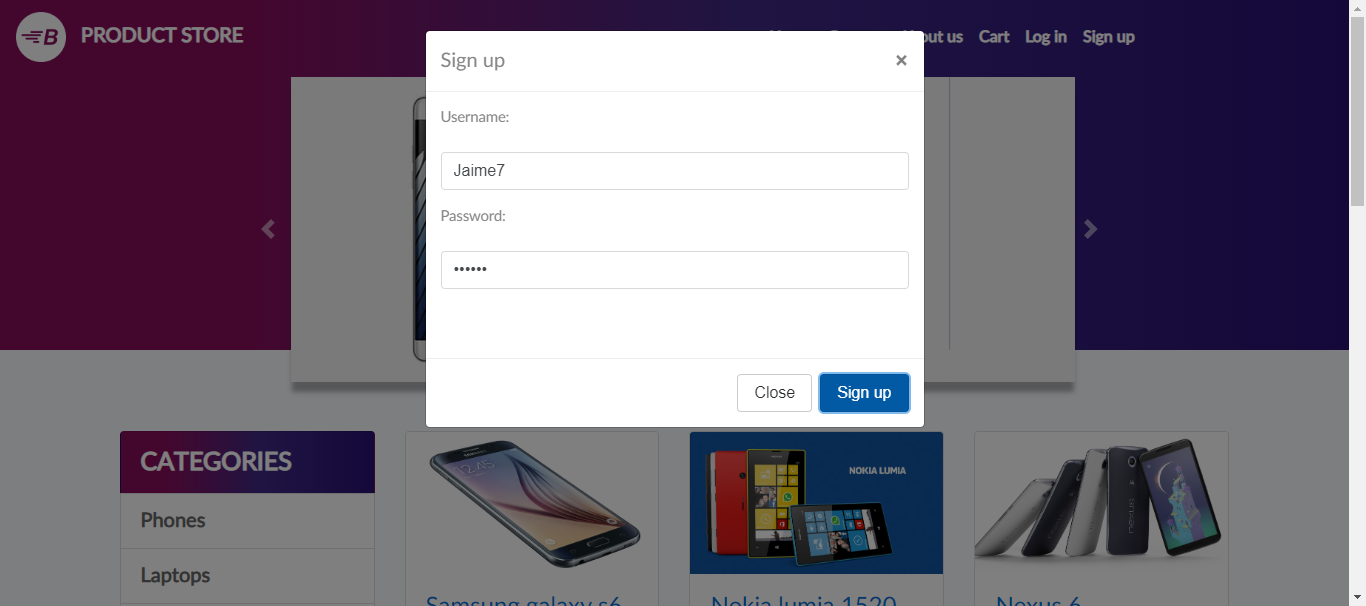 B PRODUCT STORE
out us Cart Log in Sign up
Sign up ×
Username:
Jaime7
Password:
••••••
Close Sign up
CATEGORIES
Phones
Laptops
NOKIA LUMIA
nexus
Samsung galaxy s6
Nokia lumia 1520
Nexus 6